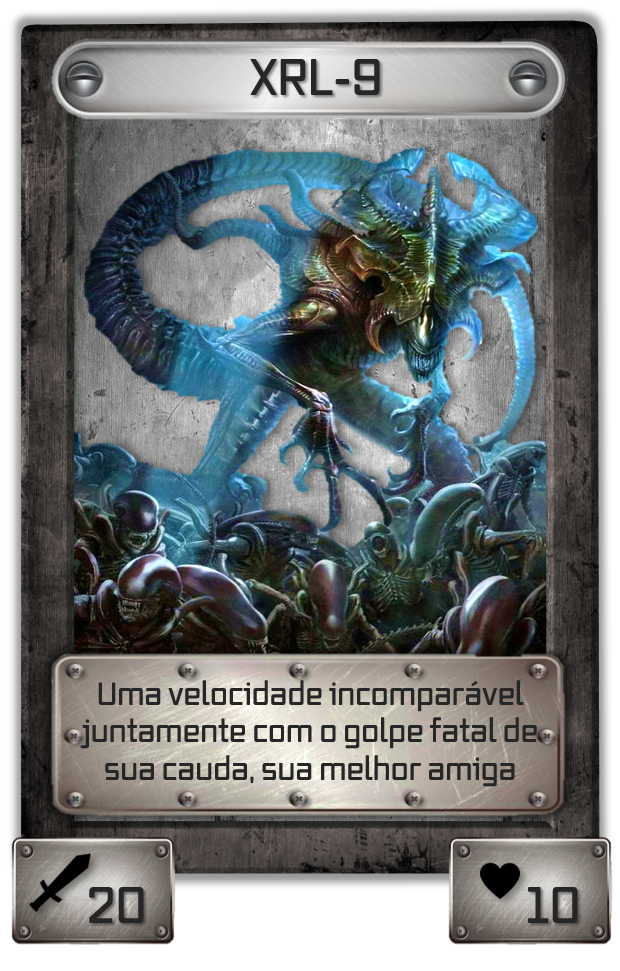 XRL-9
Uma velocidade incomparável
juntamente com o golpe fatal de
sua cauda, sua melhor amiga
20
10